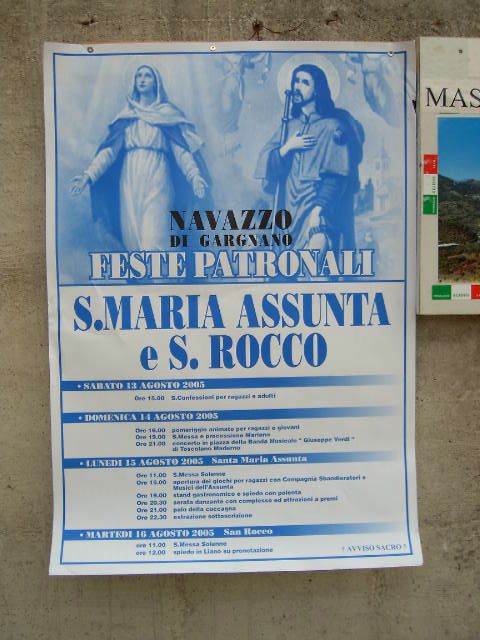 NAVAZZO
DI GARGNANO
FESTE PATRONALI
S.MARIA ASSUNTA
e S. ROCCO
• SABATO 13 AGOSTO 2005
Ore 15.00 S.Confessioni per ragazzi e adulti
• DOMENICA 14 AGOSTO 2005
Ore 16.00 pomeriggio animato per ragazzi e giovani
Ore 19.00 S.Messa e processione Mariana
Ore 21.00 concerto in piazza della Banda Musicale " Giuseppe Verdi "
di Toscolano Maderno
• LUNEDI 15 AGOSTO 2005 Santa Maria Assunta
Ore 11.00 S.Messa Solenne
Ore 15.00 apertura dei giochi per ragazzi con Compagnia Sbandieratori e
Musici dell'Assunta
Ore 19.00 stand gastronomico e spiedo con polenta
Ore 20.30 serata danzante con complesso ed attrazioni a premi
Ore 21.00 palo della cuccagna
Ore 22.30 estrazione sottoscrizione
• MARTEDI 16 AGOSTO 2005 San Rocco
ore 11.00 S.Messa Solenne
ore 12.00 spiedo in Liano su prenotazione
† AVVISO SACRO †
MAS